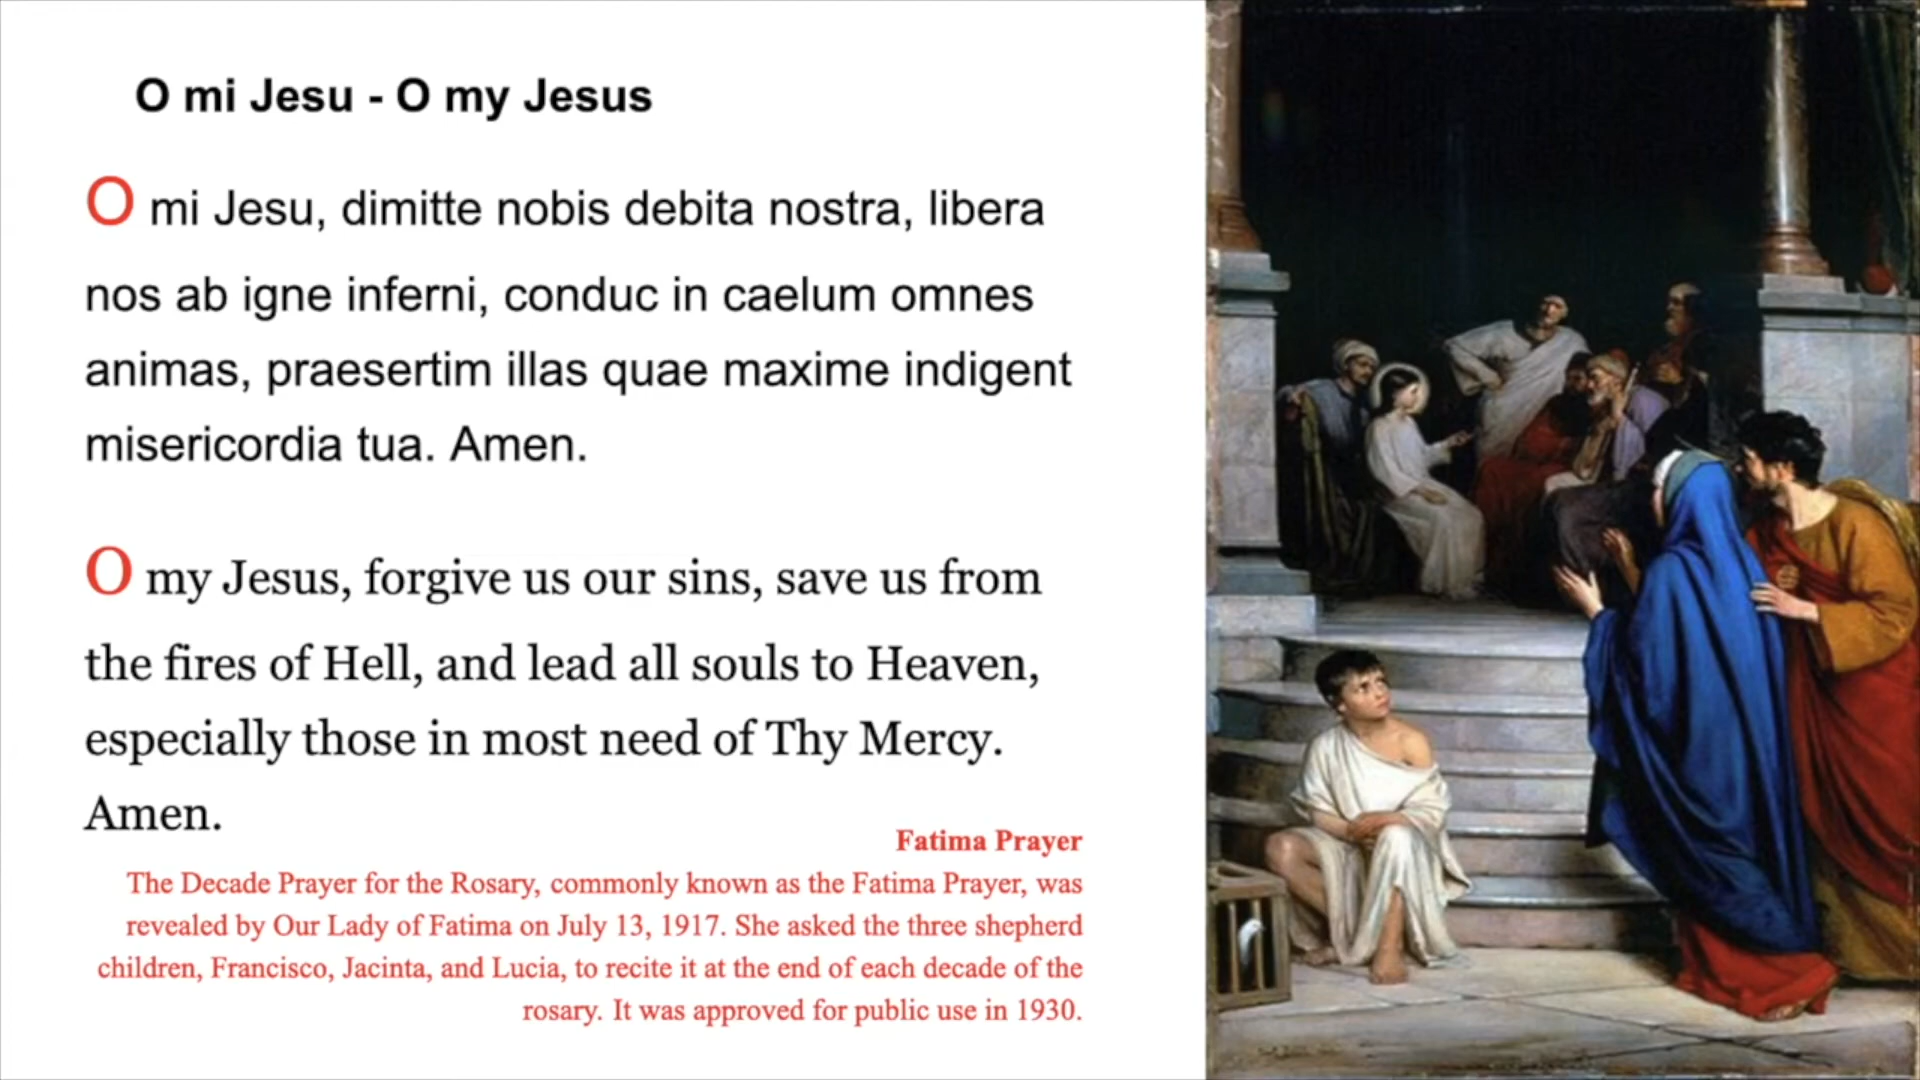 O mi Jesu - O my Jesus
O mi Jesu, dimitte nobis debita nostra, libera
nos ab igne inferni, conduc in caelum omnes
animas, praesertim illas quae maxime indigent
misericordia tua. Amen.
O my Jesus, forgive us our sins, save us from
the fires of Hell, and lead all souls to Heaven,
especially those in most need of Thy Mercy.
Amen.
Fatima Prayer
The Decade Prayer for the Rosary, commonly known as the Fatima Prayer, was
revealed by Our Lady of Fatima on July 13, 1917. She asked the three shepherd
children, Francisco, Jacinta, and Lucia, to recite it at the end of each decade of the
rosary. It was approved for public use in 1930.